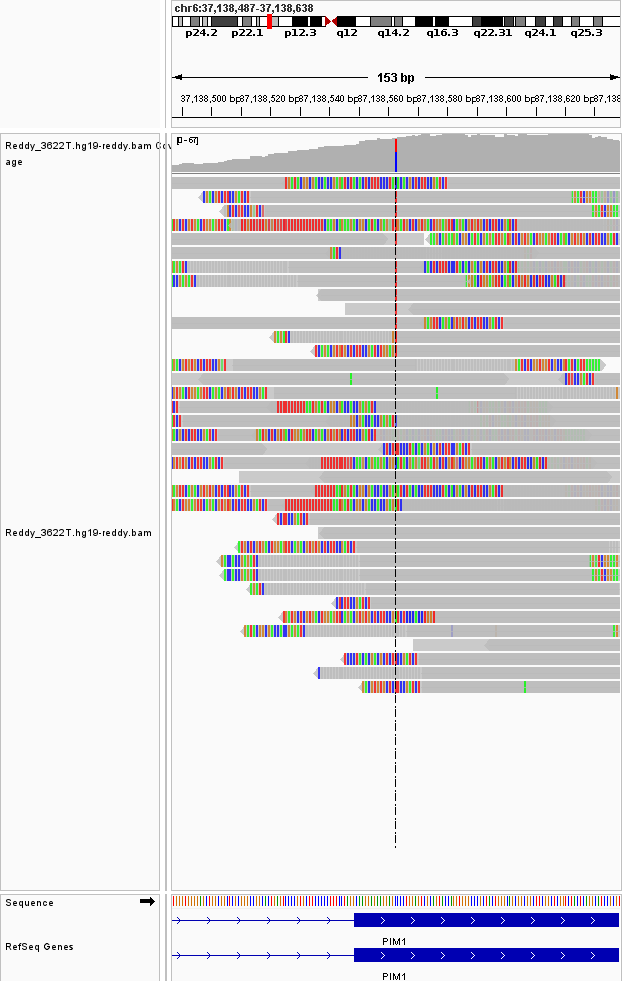 chr6:37,138,487-37,138,638
p24.2 p22.1 p12.3 q12 q14.2 q16.3 q22.31 q24.1 q25.3
153 bp
37,138,500 bp 37,138,520 bp 37,138,540 bp 37,138,560 bp 37,138,580 bp 37,138,600 bp 37,138,620 bp 37,138
[0 - 67]
Reddy_3622T.hg19-reddy.bam Cov
age
Reddy_3622T.hg19-reddy.bam
Sequence
PIM1
RefSeq Genes
PIM1